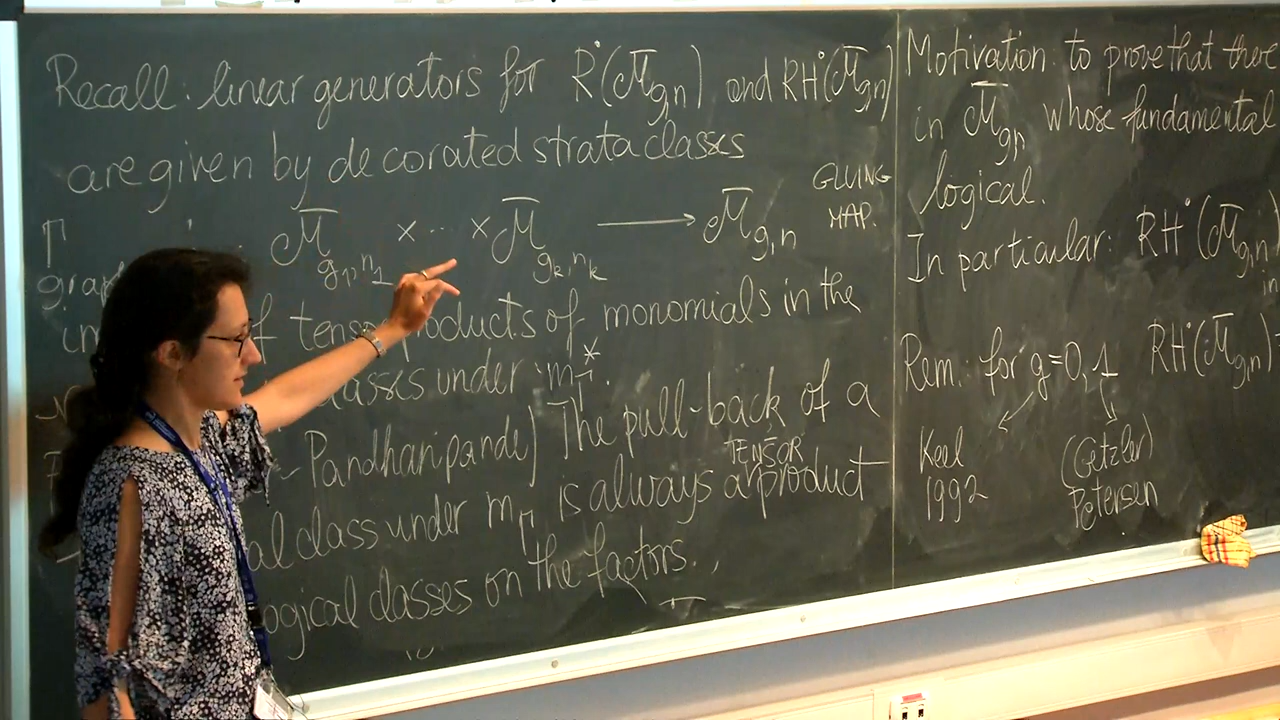 Recall: linear generators for R˙(M̄g,n) and RH˙(M̄g,n)
are given by decorated strata classes
Γ M̄g₁,n₁ × ... × M̄gₖ,nₖ ⟶ M̄g,n GLUING MAP.
of tensor products of monomials in the
classes under m*Γ.
-Pandharipande) The pull-back of a
class under mΓ is always a TENSOR product
classes on the factors.
Motivation: to prove that there
in M̄g,n whose fundamental
logical.
In particular: RH˙(M̄g,n)
in
Rem: for g=0, 1 RH˙(M̄g,n)=
Keel (Getzler)
1992 Petersen